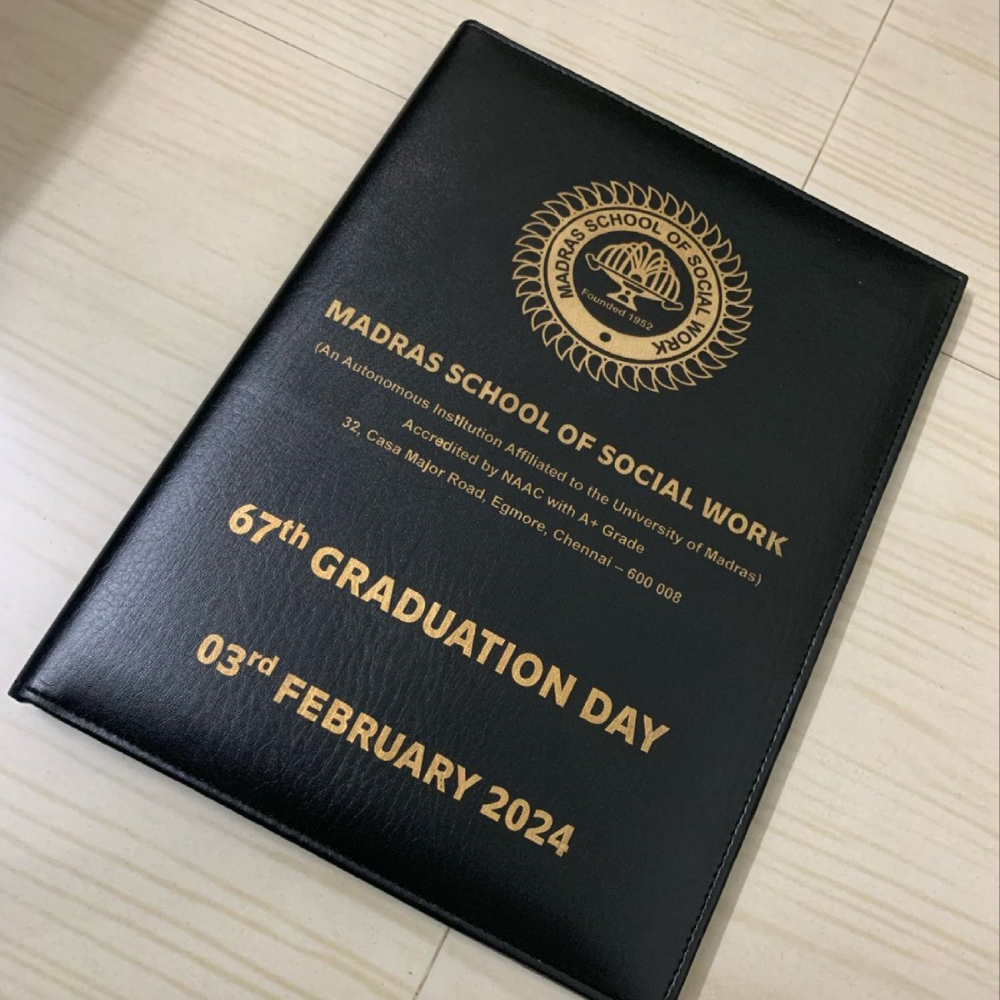 MADRAS SCHOOL OF SOCIAL WORK
Founded 1952
MADRAS SCHOOL OF SOCIAL WORK
(An Autonomous Institution Affiliated to the University of Madras)
Accredited by NAAC with A+ Grade
32, Casa Major Road, Egmore, Chennai – 600 008
67th GRADUATION DAY
03rd FEBRUARY 2024